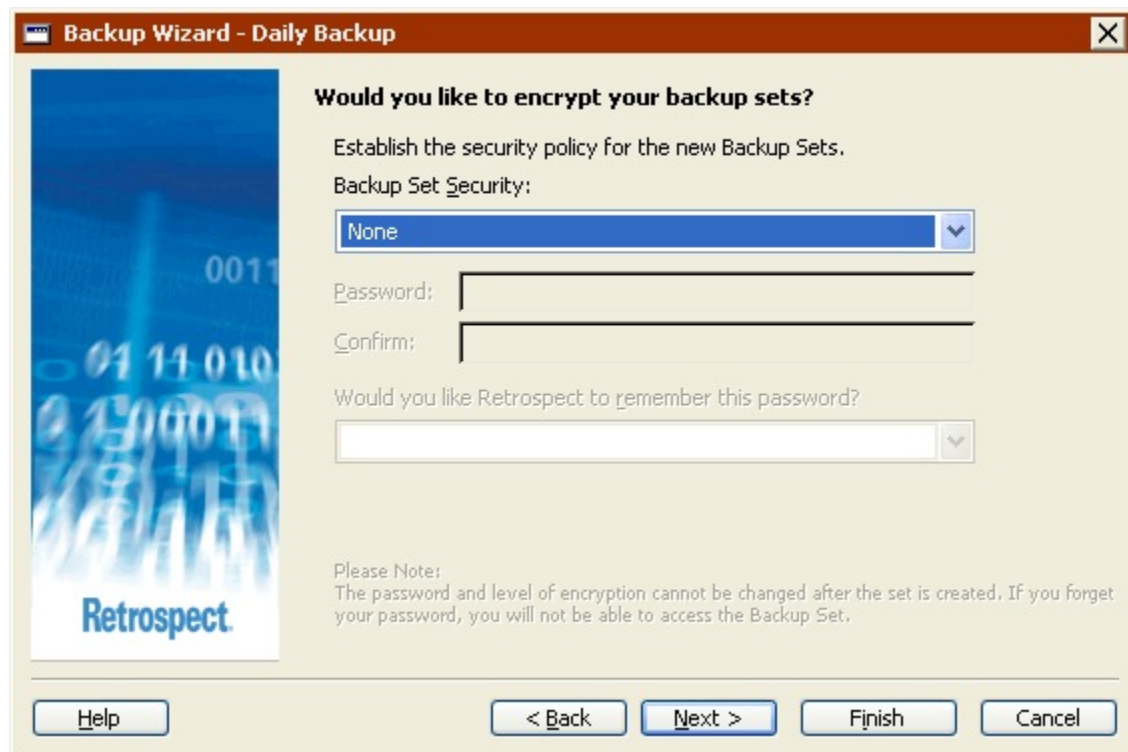 Backup Wizard - Daily Backup
Would you like to encrypt your backup sets?
Establish the security policy for the new Backup Sets.
Backup Set Security:
None
0011
Password:
Confirm:
01 11 010
Would you like Retrospect to remember this password?
Please Note:
The password and level of encryption cannot be changed after the set is created. If you forget
your password, you will not be able to access the Backup Set.
Retrospect.
Help
< Back
Next >
Finish
Cancel